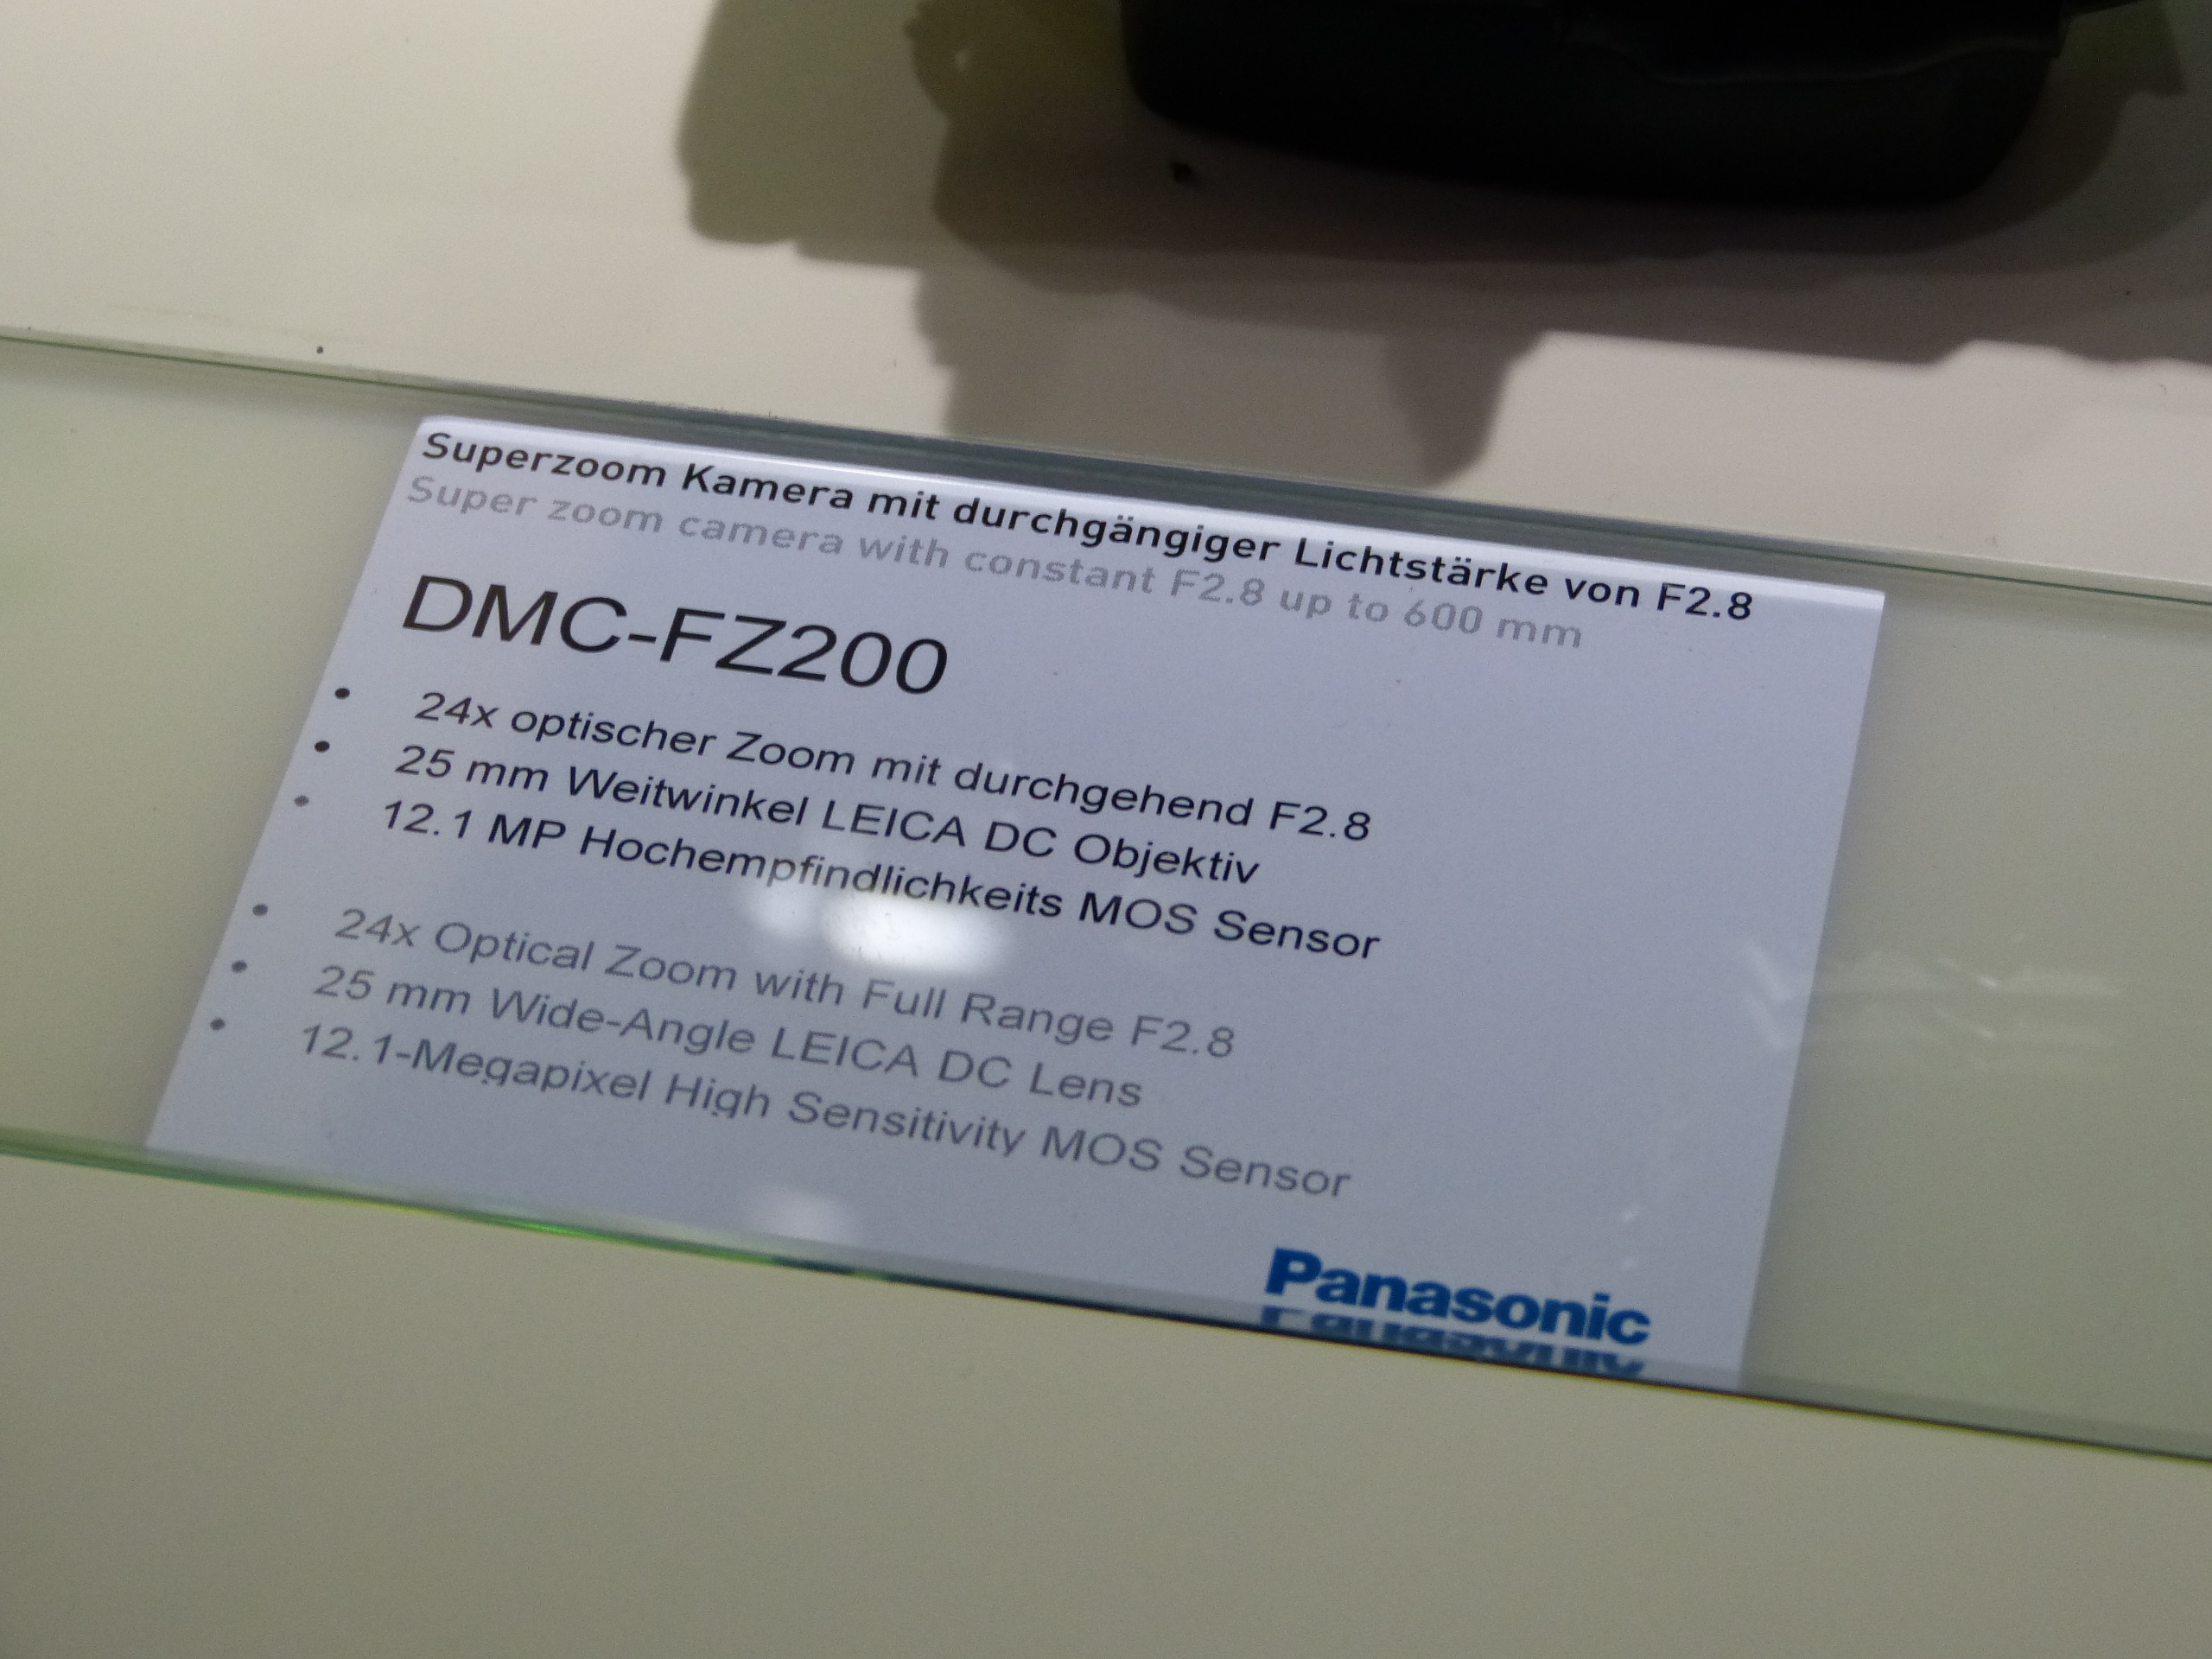 Superzoom Kamera mit durchgängiger Lichtstärke von F2.8
Super zoom camera with constant F2.8 up to 600 mm
DMC-FZ200
• 24x optischer Zoom mit durchgehend F2.8
• 25 mm Weitwinkel LEICA DC Objektiv
• 12.1 MP Hochempfindlichkeits MOS Sensor
• 24x Optical Zoom with Full Range F2.8
• 25 mm Wide-Angle LEICA DC Lens
• 12.1-Megapixel High Sensitivity MOS Sensor
Panasonic